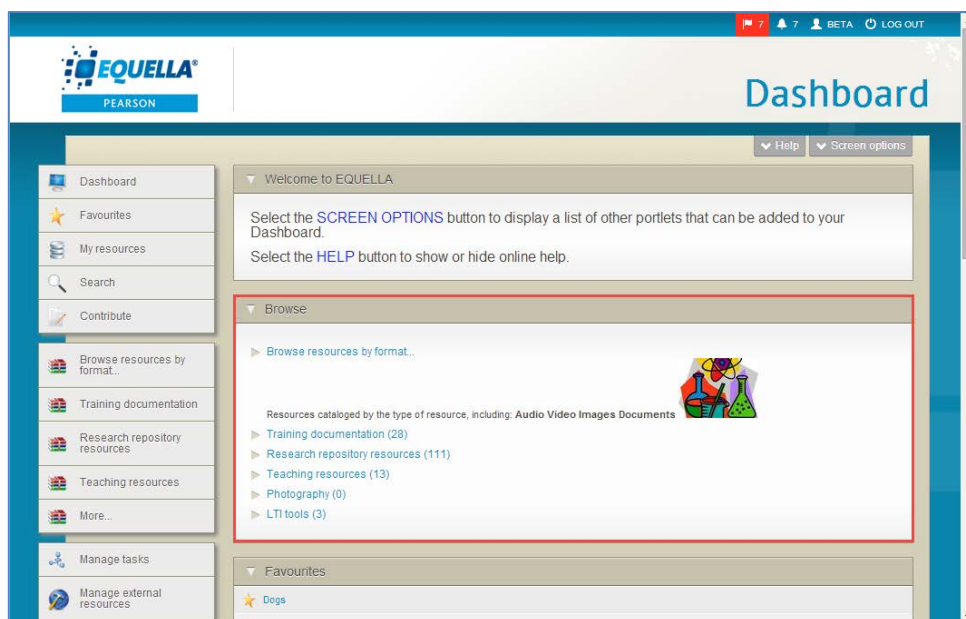 7 7 BETA LOG OUT
EQUELLA®
PEARSON
Dashboard
Help Screen options
Dashboard
Favourites
My resources
Search
Contribute
Browse resources by
format...
Training documentation
Research repository
resources
Teaching resources
More...
Manage tasks
Manage external
resources
Welcome to EQUELLA
Select the SCREEN OPTIONS button to display a list of other portlets that can be added to your
Dashboard.
Select the HELP button to show or hide online help.
Browse
Browse resources by format...
Resources cataloged by the type of resource, including: Audio Video Images Documents
Training documentation (28)
Research repository resources (111)
Teaching resources (13)
Photography (0)
LTI tools (3)
Favourites
Dogs